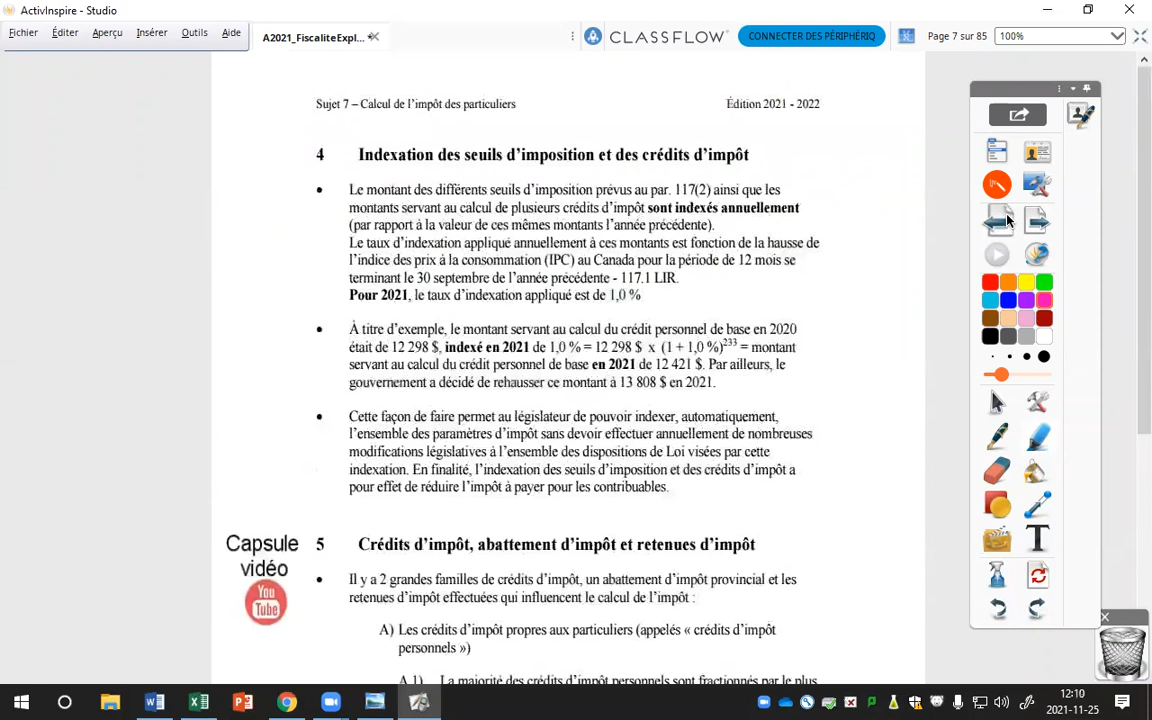 ActivInspire - Studio
Fichier Éditer Aperçu Insérer Outils Aide
A2021_FiscaliteExpl...
CLASSFLOW
CONNECTER DES PÉRIPHÉRIQ
Page 7 sur 85
100%
Sujet 7 – Calcul de l'impôt des particuliers
Édition 2021 - 2022
4 Indexation des seuils d'imposition et des crédits d'impôt
• Le montant des différents seuils d'imposition prévus au par. 117(2) ainsi que les
montants servant au calcul de plusieurs crédits d'impôt sont indexés annuellement
(par rapport à la valeur de ces mêmes montants l'année précédente).
Le taux d'indexation appliqué annuellement à ces montants est fonction de la hausse de
l'indice des prix à la consommation (IPC) au Canada pour la période de 12 mois se
terminant le 30 septembre de l'année précédente - 117.1 LIR.
Pour 2021, le taux d'indexation appliqué est de 1,0 %
• À titre d'exemple, le montant servant au calcul du crédit personnel de base en 2020
était de 12 298 $, indexé en 2021 de 1,0 % = 12 298 $ x (1 + 1,0 %)233 = montant
servant au calcul du crédit personnel de base en 2021 de 12 421 $. Par ailleurs, le
gouvernement a décidé de rehausser ce montant à 13 808 $ en 2021.
• Cette façon de faire permet au législateur de pouvoir indexer, automatiquement,
l'ensemble des paramètres d'impôt sans devoir effectuer annuellement de nombreuses
modifications législatives à l'ensemble des dispositions de Loi visées par cette
indexation. En finalité, l'indexation des seuils d'imposition et des crédits d'impôt a
pour effet de réduire l'impôt à payer pour les contribuables.
Capsule
vidéo
You
Tube
5 Crédits d'impôt, abattement d'impôt et retenues d'impôt
• Il y a 2 grandes familles de crédits d'impôt, un abattement d'impôt provincial et les
retenues d'impôt effectuées qui influencent le calcul de l'impôt :
A) Les crédits d'impôt propres aux particuliers (appelés « crédits d'impôt
personnels »)
A.1) La majorité des crédits d'impôt personnels sont fractionnés par le plus
12:10
2021-11-25